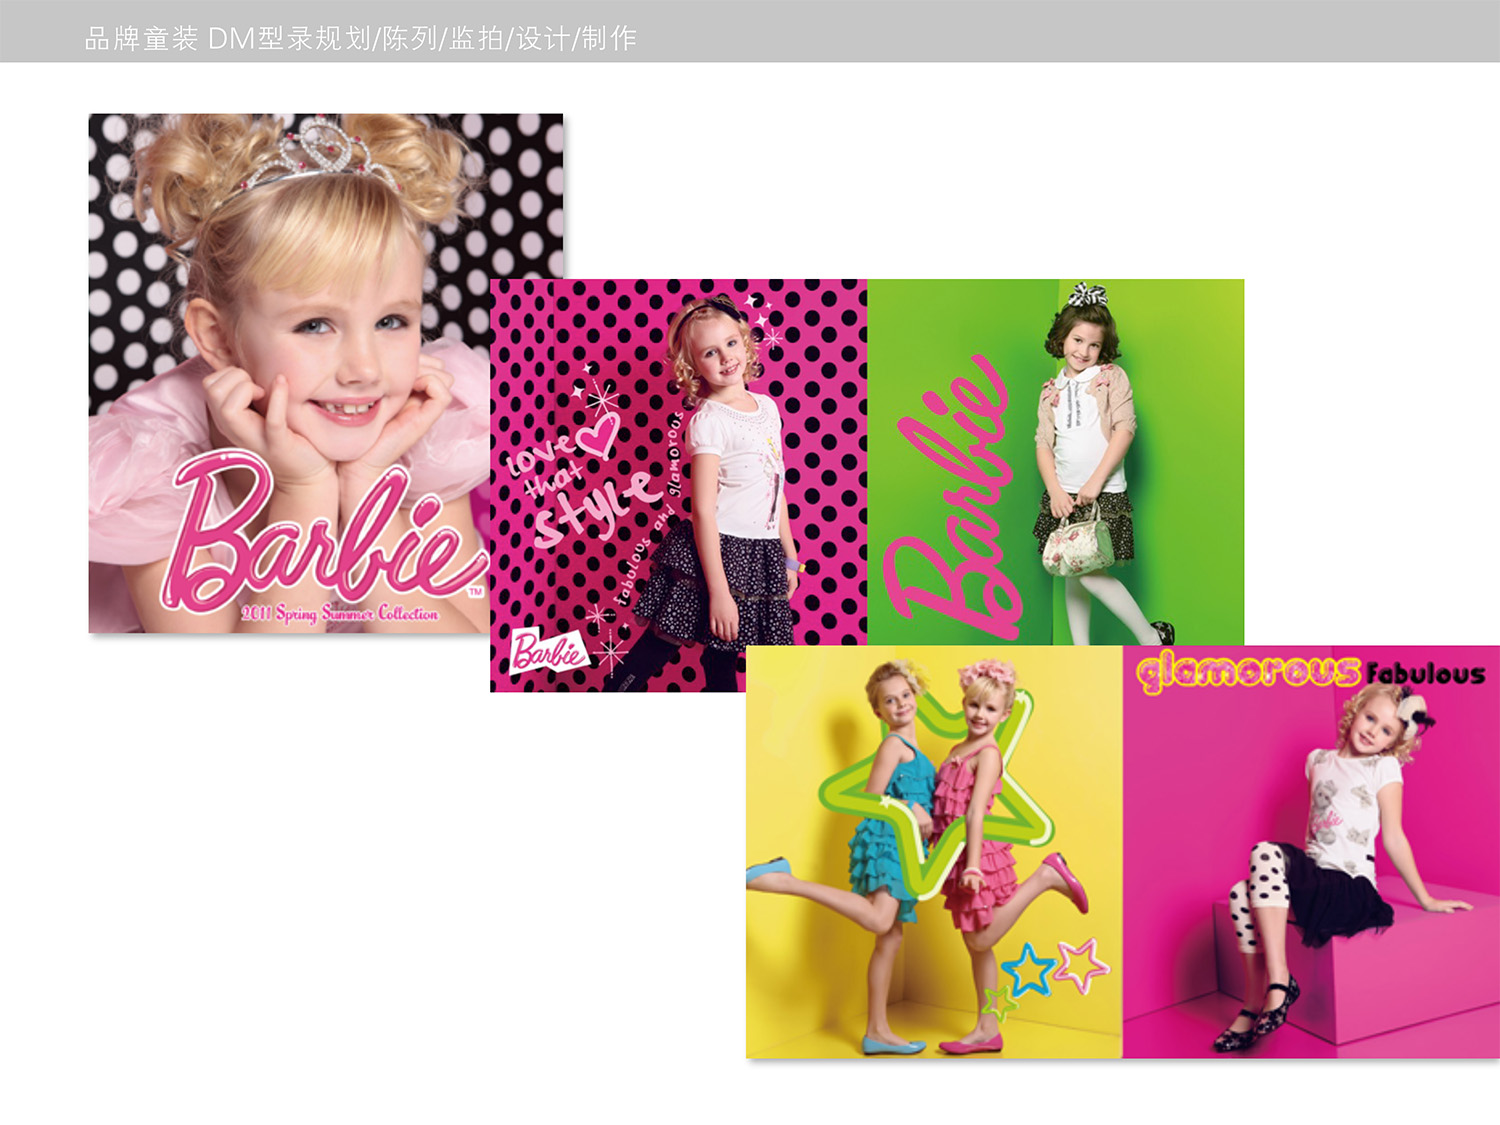 品牌童装 DM型录规划/陈列/监拍/设计/制作
Barbie™
2011 Spring Summer Collection
love
that
style
fabulous and glamorous
Barbie
Barbie
glamorous Fabulous
Barbie